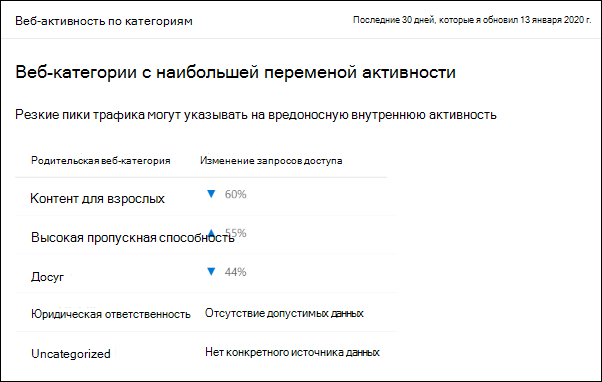 Веб-активность по категориям
Последние 30 дней, которые я обновил 13 января 2020 г.
Веб-категории с наибольшей переменой активности
Резкие пики трафика могут указывать на вредоносную внутреннюю активность
Родительская веб-категория Изменение запросов доступа
Контент для взрослых ▼ 60%
Высокая пропускная способность ▲ 55%
Досуг ▼ 44%
Юридическая ответственность Отсутствие допустимых данных
Uncategorized Нет конкретного источника данных